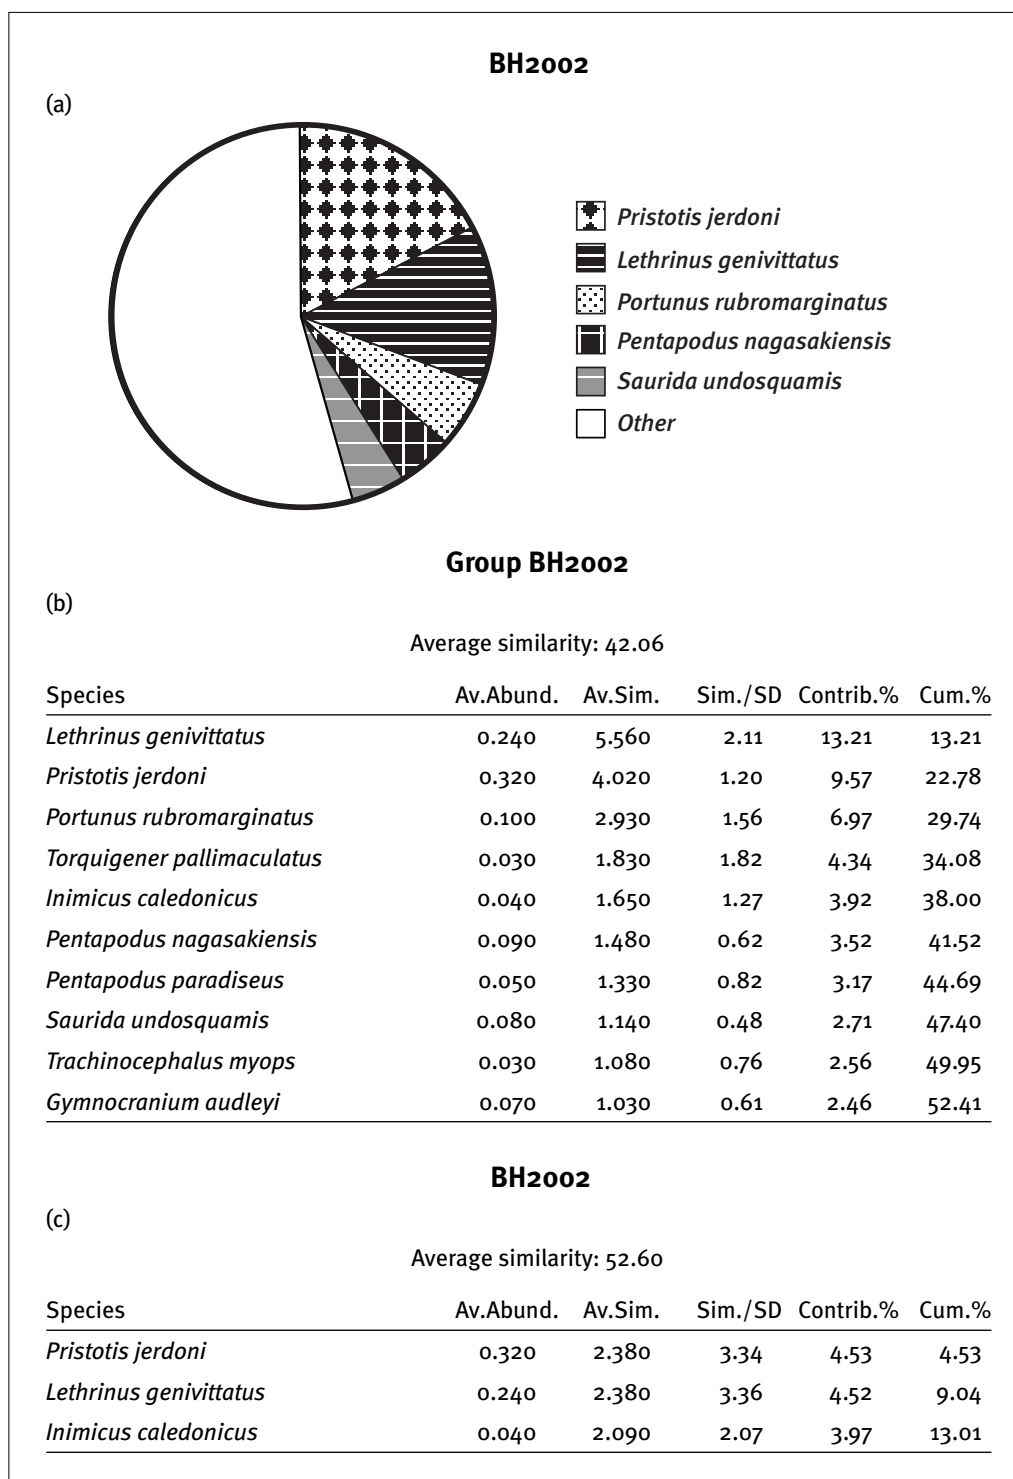 BH2002
(a)
Pristotis jerdoni
Lethrinus genivittatus
Portunus rubromarginatus
Pentapodus nagasakiensis
Saurida undosquamis
Other
Group BH2002
(b)
Average similarity: 42.06
Species Av.Abund. Av.Sim. Sim./SD Contrib.% Cum.%
Lethrinus genivittatus 0.240 5.560 2.11 13.21 13.21
Pristotis jerdoni 0.320 4.020 1.20 9.57 22.78
Portunus rubromarginatus 0.100 2.930 1.56 6.97 29.74
Torquigener pallimaculatus 0.030 1.830 1.82 4.34 34.08
Inimicus caledonicus 0.040 1.650 1.27 3.92 38.00
Pentapodus nagasakiensis 0.090 1.480 0.62 3.52 41.52
Pentapodus paradiseus 0.050 1.330 0.82 3.17 44.69
Saurida undosquamis 0.080 1.140 0.48 2.71 47.40
Trachinocephalus myops 0.030 1.080 0.76 2.56 49.95
Gymnocranium audleyi 0.070 1.030 0.61 2.46 52.41
BH2002
(c)
Average similarity: 52.60
Species Av.Abund. Av.Sim. Sim./SD Contrib.% Cum.%
Pristotis jerdoni 0.320 2.380 3.34 4.53 4.53
Lethrinus genivittatus 0.240 2.380 3.36 4.52 9.04
Inimicus caledonicus 0.040 2.090 2.07 3.97 13.01